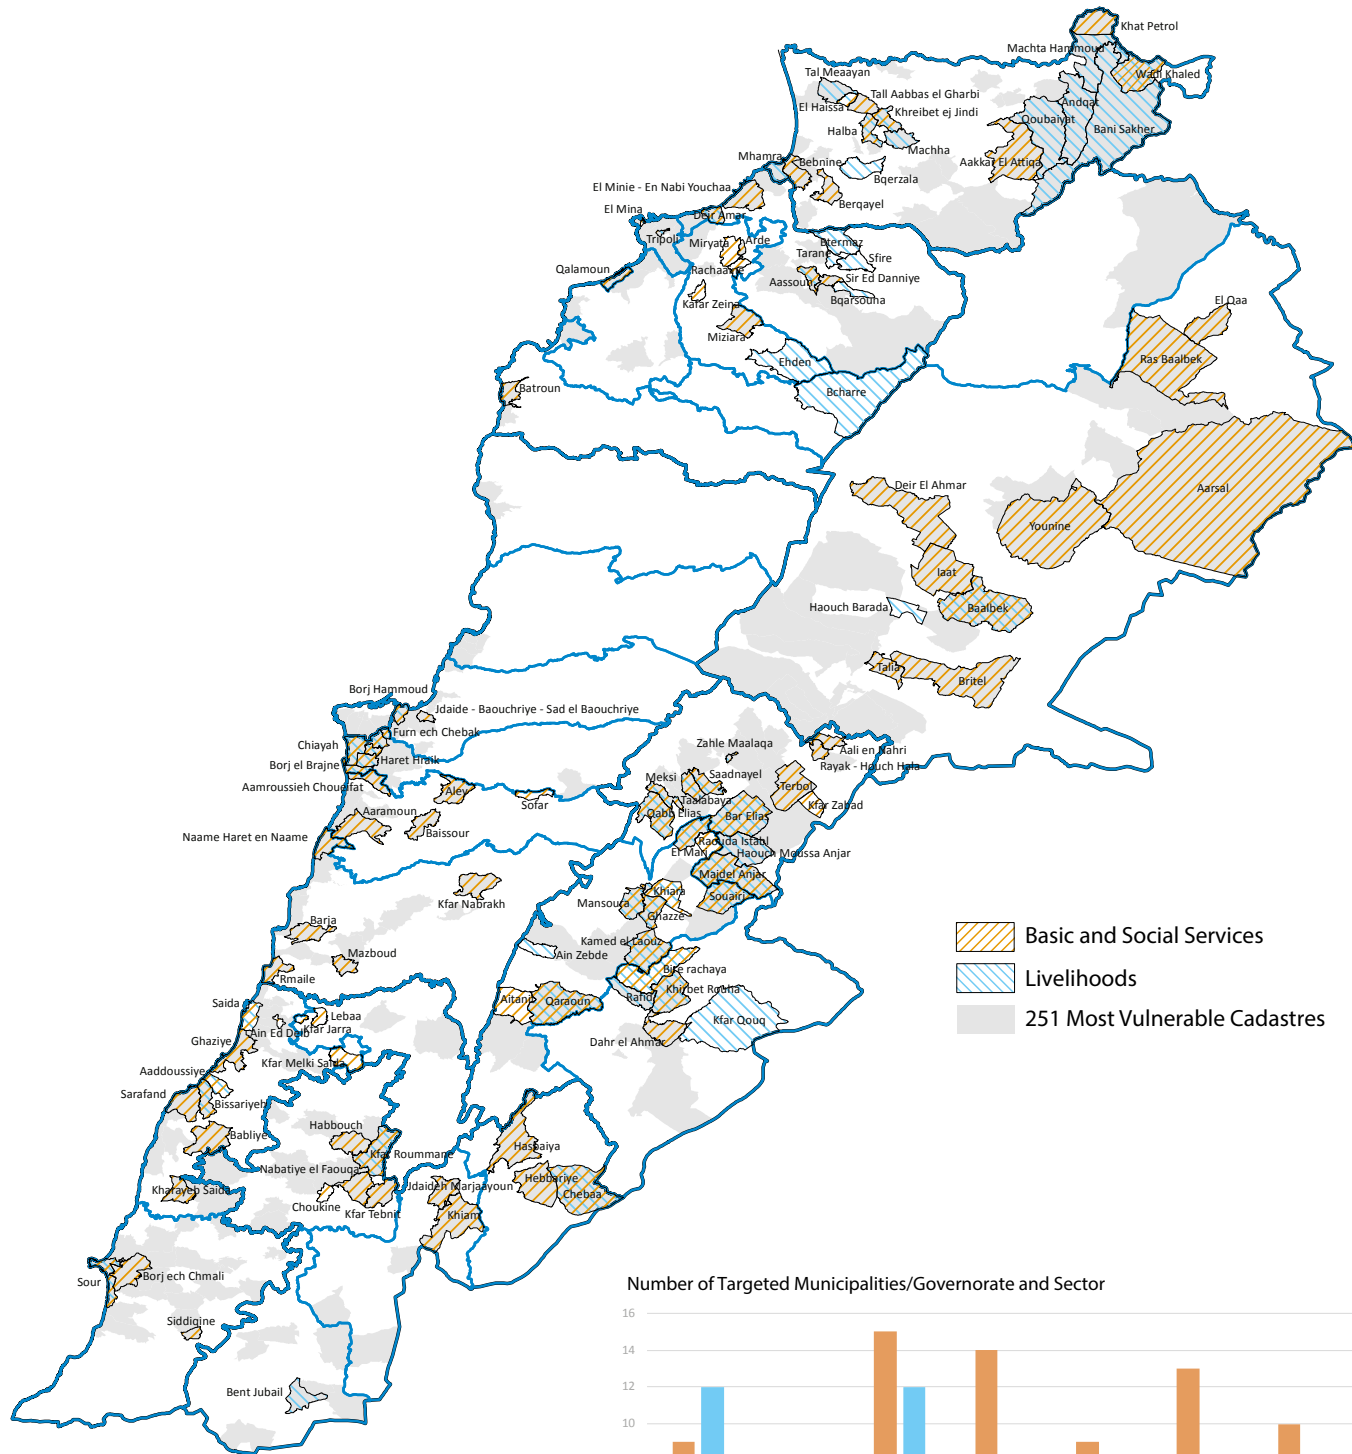 Khat Petrol
Machta Hammoud
Wadi Khaled
Tal Meaayan
Tall Aabbas el Gharbi
El Haissa
Khreibet ej Jindi
Andqat
Qoubaiyat
Bani Sakher
Halba
Machha
Aakkar El Attiqa
Mhamra
Bebnine
Bqerzala
El Minie - En Nabi Youchaa
Berqayel
El Mina
Deir Amar
Tripoli
Miryata
Arde
Btermaz
Tarane
Sfire
Qalamoun
Rachaaine
Aassoun
Sir Ed Danniye
Kafar Zeina
Bqarsouha
El Qaa
Miziara
Ras Baalbek
Ehden
Batroun
Bcharre
Deir El Ahmar
Aarsal
Younine
Iaat
Haouch Barada
Baalbek
Talia
Britel
Borj Hammoud
Jdaide - Baouchriye - Sad el Baouchriye
Furn ech Chebak
Chiayah
Zahle Maalaqa
Aali en Nahri
Borj el Brajne
Haret Hraik
Rayak - Houch Hala
Meksi
Saadnayel
Aamroussieh Choueifat
Aley
Sofar
Terbol
Taalabaya
Kfar Zabad
Qabb Elias
Bar Elias
Aaramoun
Baissour
Naame Haret en Naame
Raouda Istabl
El Marj
Haouch Moussa Anjar
Majdel Anjar
Khiara
Mansoura
Souairi
Kfar Nabrakh
Ghazze
Barja
Kamed el Laouz
Mazboud
Ain Zebde
Bire rachaya
Rmaile
Khirbet Rouha
Aitanit
Qaraoun
Rafid
Saida
Lebaa
Kfar Qouq
Ain Ed Delb
Kfar Jarra
Ghaziye
Dahr el Ahmar
Kfar Melki Saida
Aaddoussiye
Sarafand
Bissariyeh
Habbouch
Babliye
Kfar Roummane
Hasbaiya
Nabatiye el Faouqa
Hebbariye
Kharayeb Saida
Jdaideh Marjaayoun
Chebaa
Choukine
Kfar Tebnit
Khiam
Sour
Borj ech Chmali
Siddiqine
Bent Jubail
Basic and Social Services
Livelihoods
251 Most Vulnerable Cadastres
Number of Targeted Municipalities/Governorate and Sector
16
14
12
10